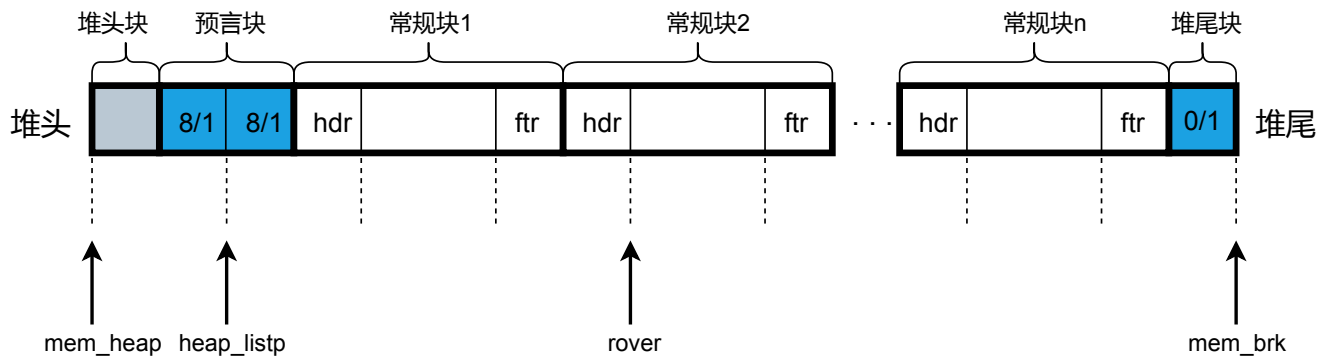 堆头块 预言块 常规块1 常规块2 常规块n 堆尾块
堆头 8/1 8/1 hdr ftr hdr ftr ··· hdr ftr 0/1 堆尾
mem_heap heap_listp rover mem_brk